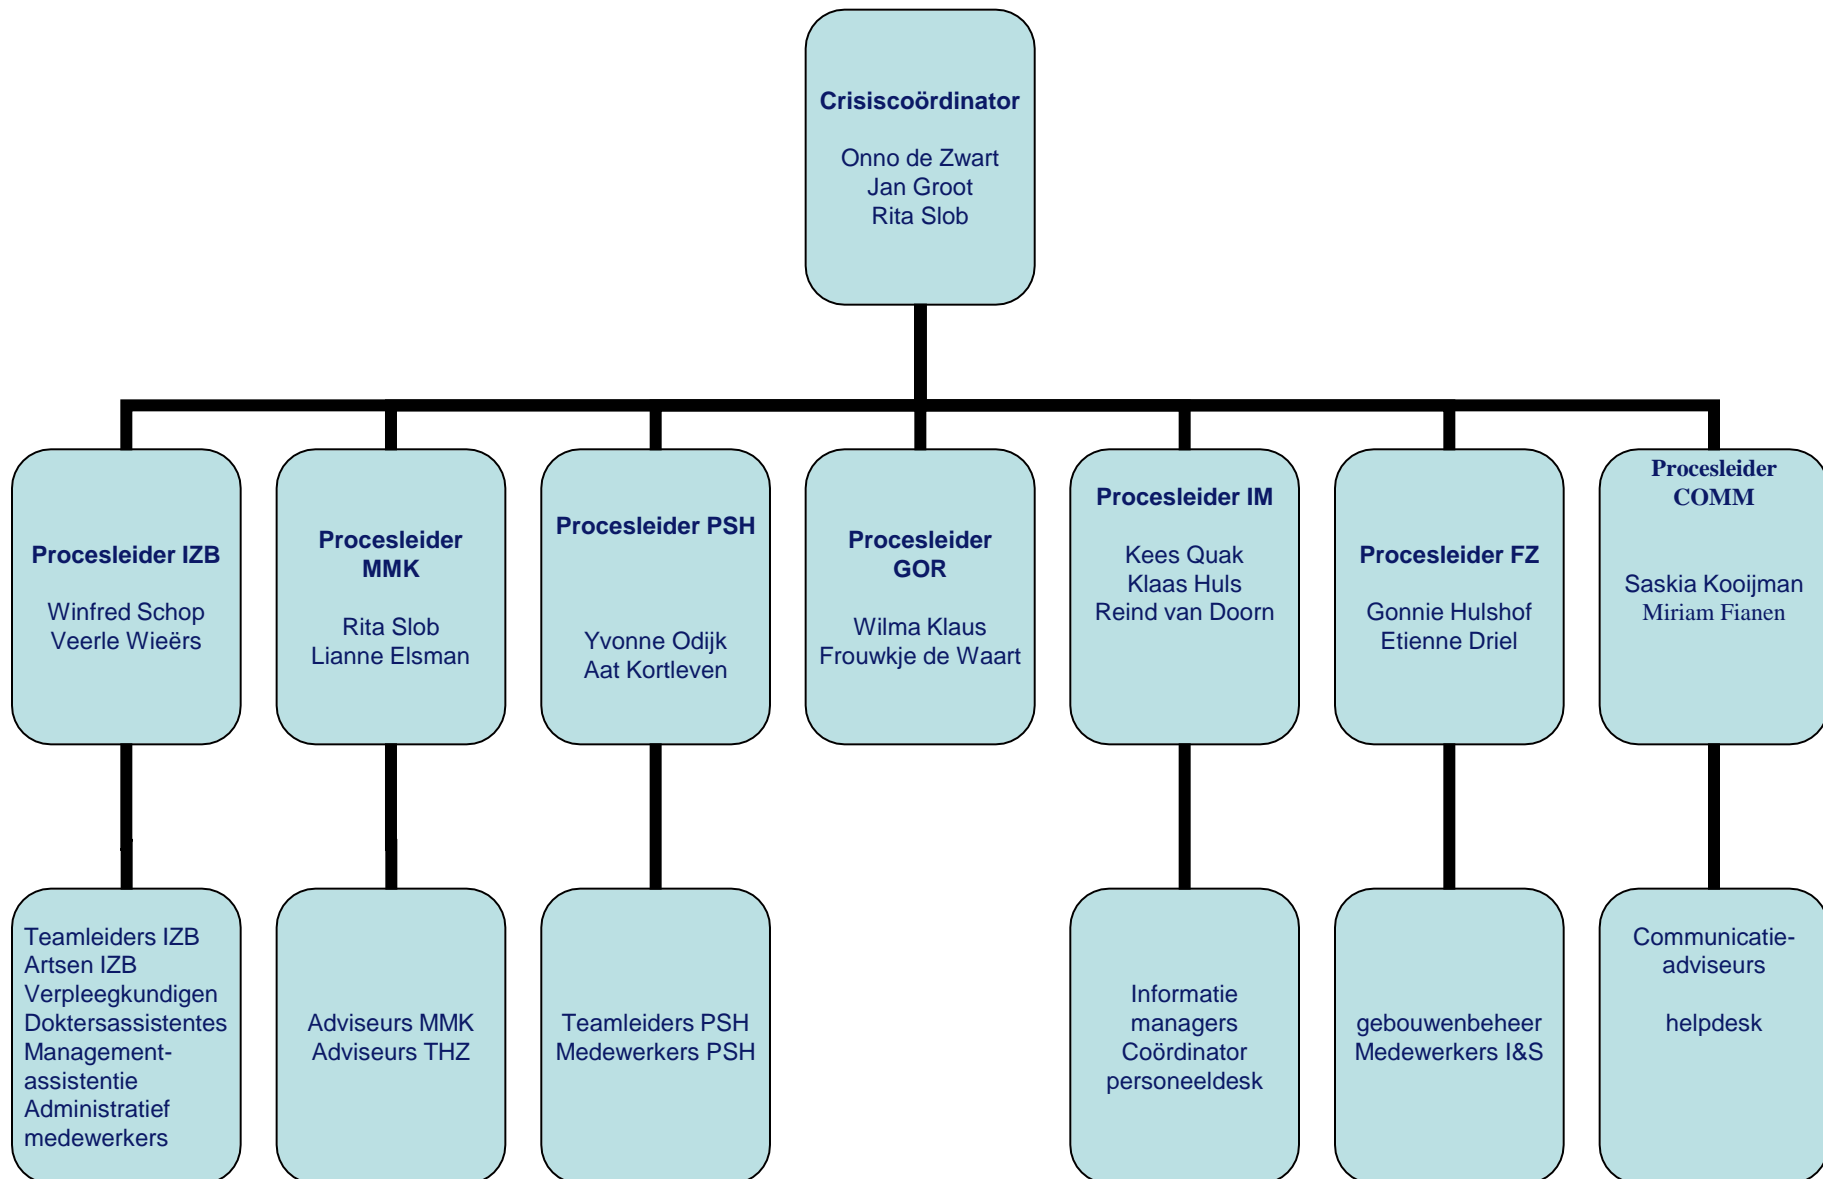 Crisiscoördinator
Onno de Zwart
Jan Groot
Rita Slob
Procesleider IZB
Winfred Schop
Veerle Wieërs
Procesleider
MMK
Rita Slob
Lianne Elsman
Procesleider PSH
Yvonne Odijk
Aat Kortleven
Procesleider
GOR
Wilma Klaus
Frouwkje de Waart
Procesleider IM
Kees Quak
Klaas Huls
Reind van Doorn
Procesleider FZ
Gonnie Hulshof
Etienne Driel
Procesleider
COMM
Saskia Kooijman
Miriam Fianen
Teamleiders IZB
Artsen IZB
Verpleegkundigen
Doktersassistentes
Management-
assistentie
Administratief
medewerkers
Adviseurs MMK
Adviseurs THZ
Teamleiders PSH
Medewerkers PSH
Informatie
managers
Coördinator
personeeldesk
gebouwenbeheer
Medewerkers I&S
Communicatie-
adviseurs
helpdesk